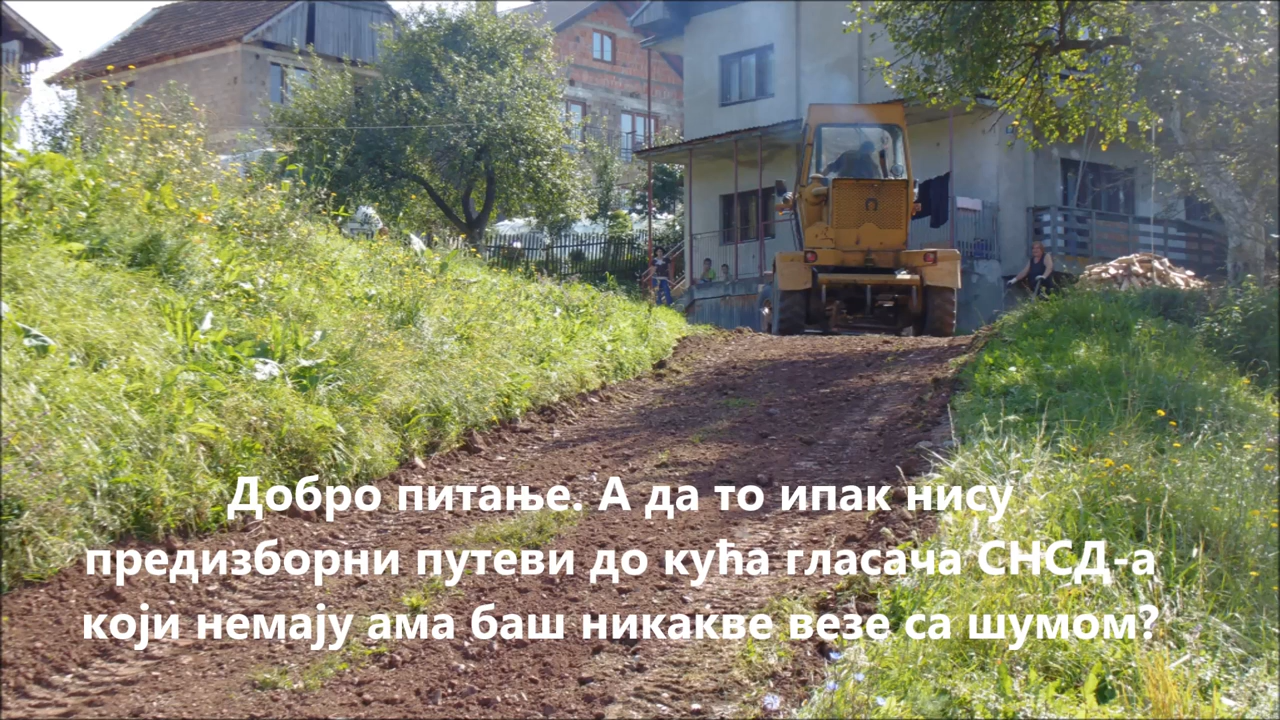 Добро питање. А да то ипак нису
предизборни путеви до кућа гласача СНСД-а
који немају ама баш никакве везе са шумом?